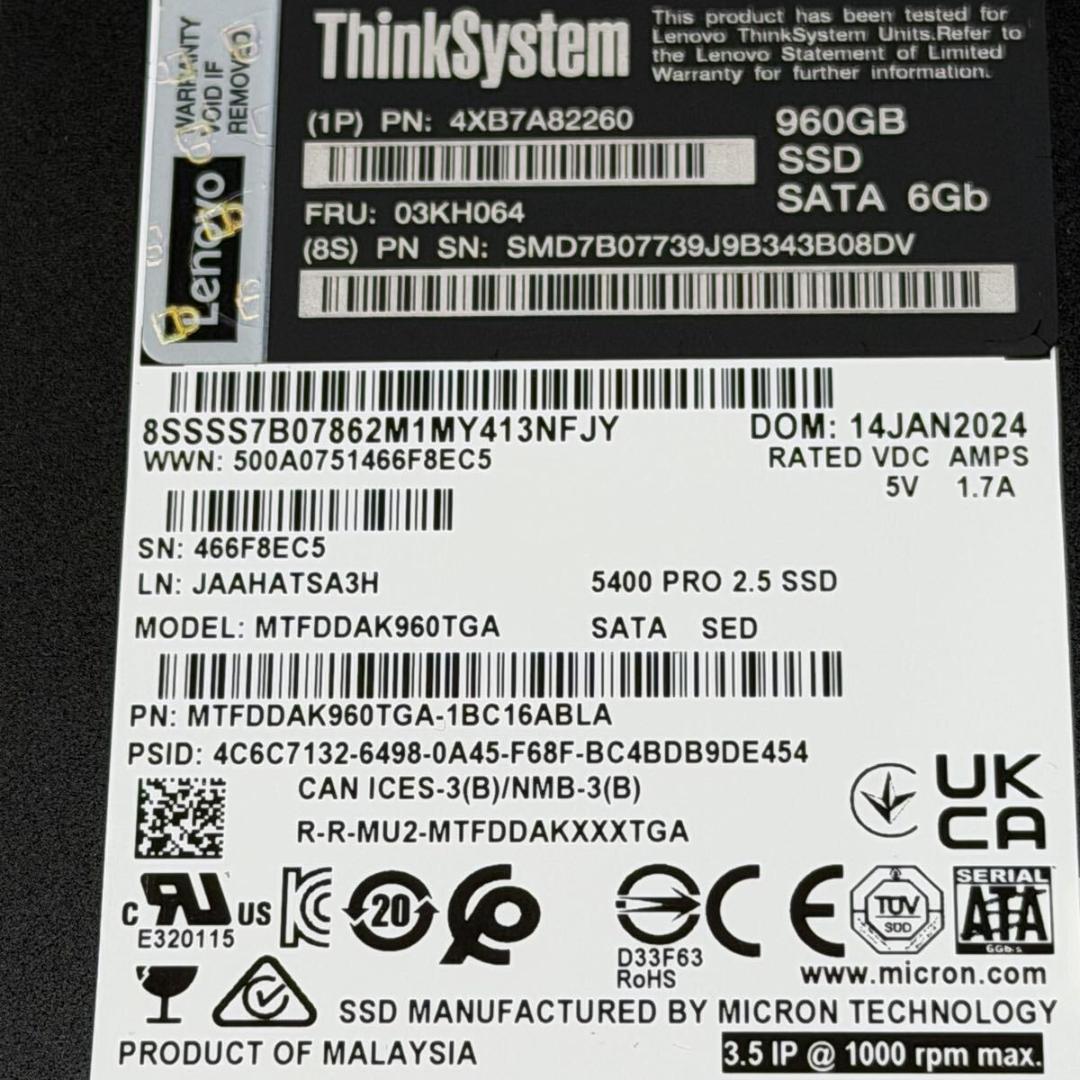 WARRANTY
VOID IF
REMOVED
Lenovo
ThinkSystem
This product has been tested for
Lenovo ThinkSystem Units.Refer to
the Lenovo Statement of Limited
Warranty for further information.
(1P) PN: 4XB7A82260
960GB
SSD
SATA 6Gb
FRU: 03KH064
(8S) PN SN: SMD7B07739J9B343B08DV
8SSSS7B07862M1MY413NFJY
DOM: 14JAN2024
WWN: 500A0751466F8EC5
RATED VDC AMPS
5V 1.7A
SN: 466F8EC5
LN: JAAHATSA3H
5400 PRO 2.5 SSD
MODEL: MTFDDAK960TGA
SATA SED
PN: MTFDDAK960TGA-1BC16ABLA
PSID: 4C6C7132-6498-0A45-F68F-BC4BDB9DE454
CAN ICES-3(B)/NMB-3(B)
R-R-MU2-MTFDDAKXXXTGA
UK
CA
C RU US
E320115
20
D33F63
RoHS
CE
TÜV
SÜD
SERIAL
ATA
6Gb/s
www.micron.com
SSD MANUFACTURED BY MICRON TECHNOLOGY
PRODUCT OF MALAYSIA
3.5 IP @ 1000 rpm max.